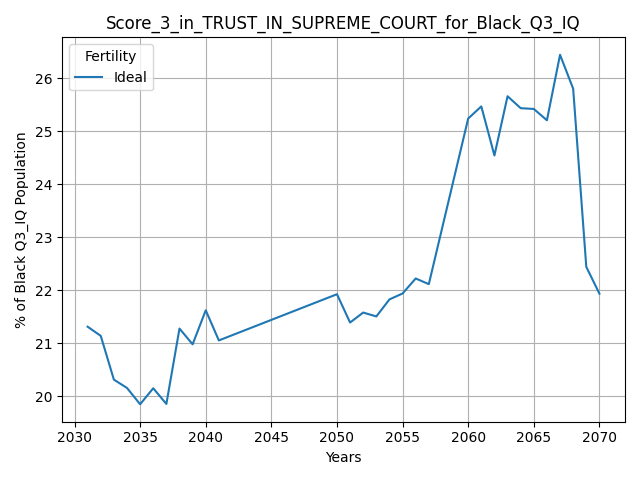 Score_3_in_TRUST_IN_SUPREME_COURT_for_Black_Q3_IQ
Fertility
Ideal
% of Black Q3_IQ Population
26
25
24
23
22
21
20
2030 2035 2040 2045 2050 2055 2060 2065 2070
Years